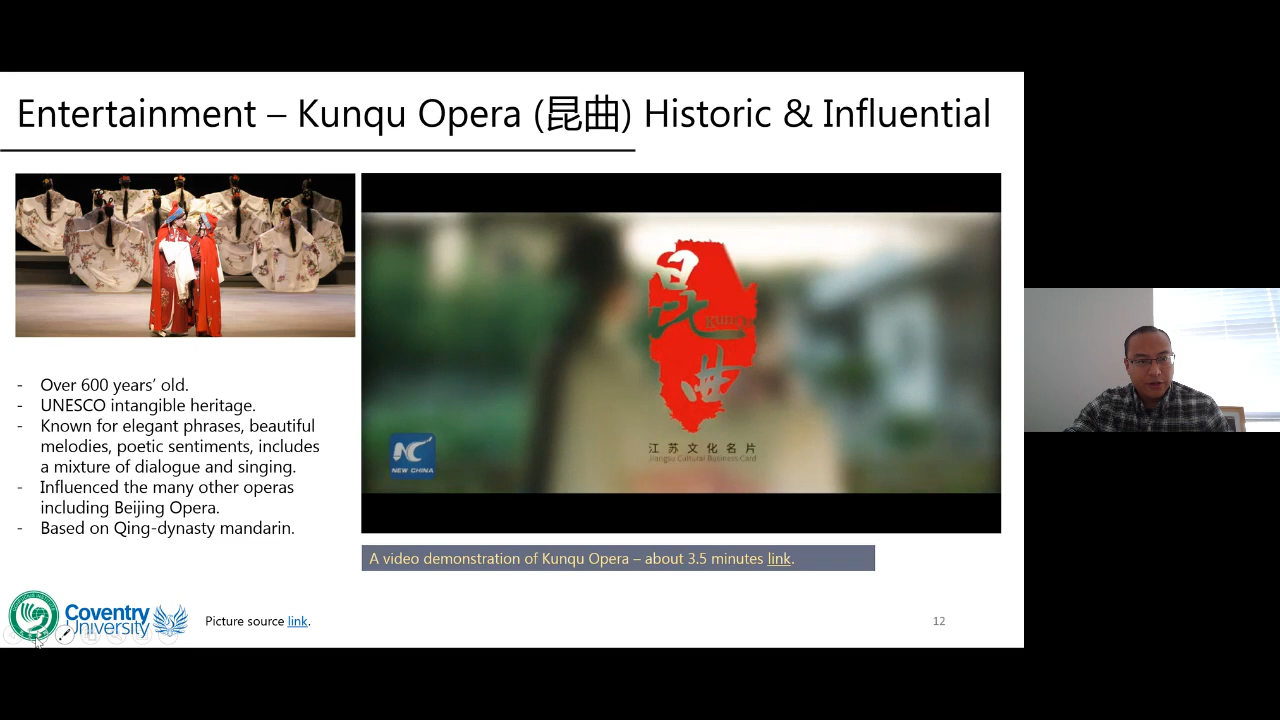 Entertainment – Kunqu Opera (昆曲) Historic & Influential
昆
KUNQU
曲
江苏文化名片
Jiangsu Cultural Business Card
NC
NEW CHINA
- Over 600 years’ old.
- UNESCO intangible heritage.
- Known for elegant phrases, beautiful
melodies, poetic sentiments, includes
a mixture of dialogue and singing.
- Influenced the many other operas
including Beijing Opera.
- Based on Qing-dynasty mandarin.
A video demonstration of Kunqu Opera – about 3.5 minutes link.
Coventry
University
Picture source link.
12